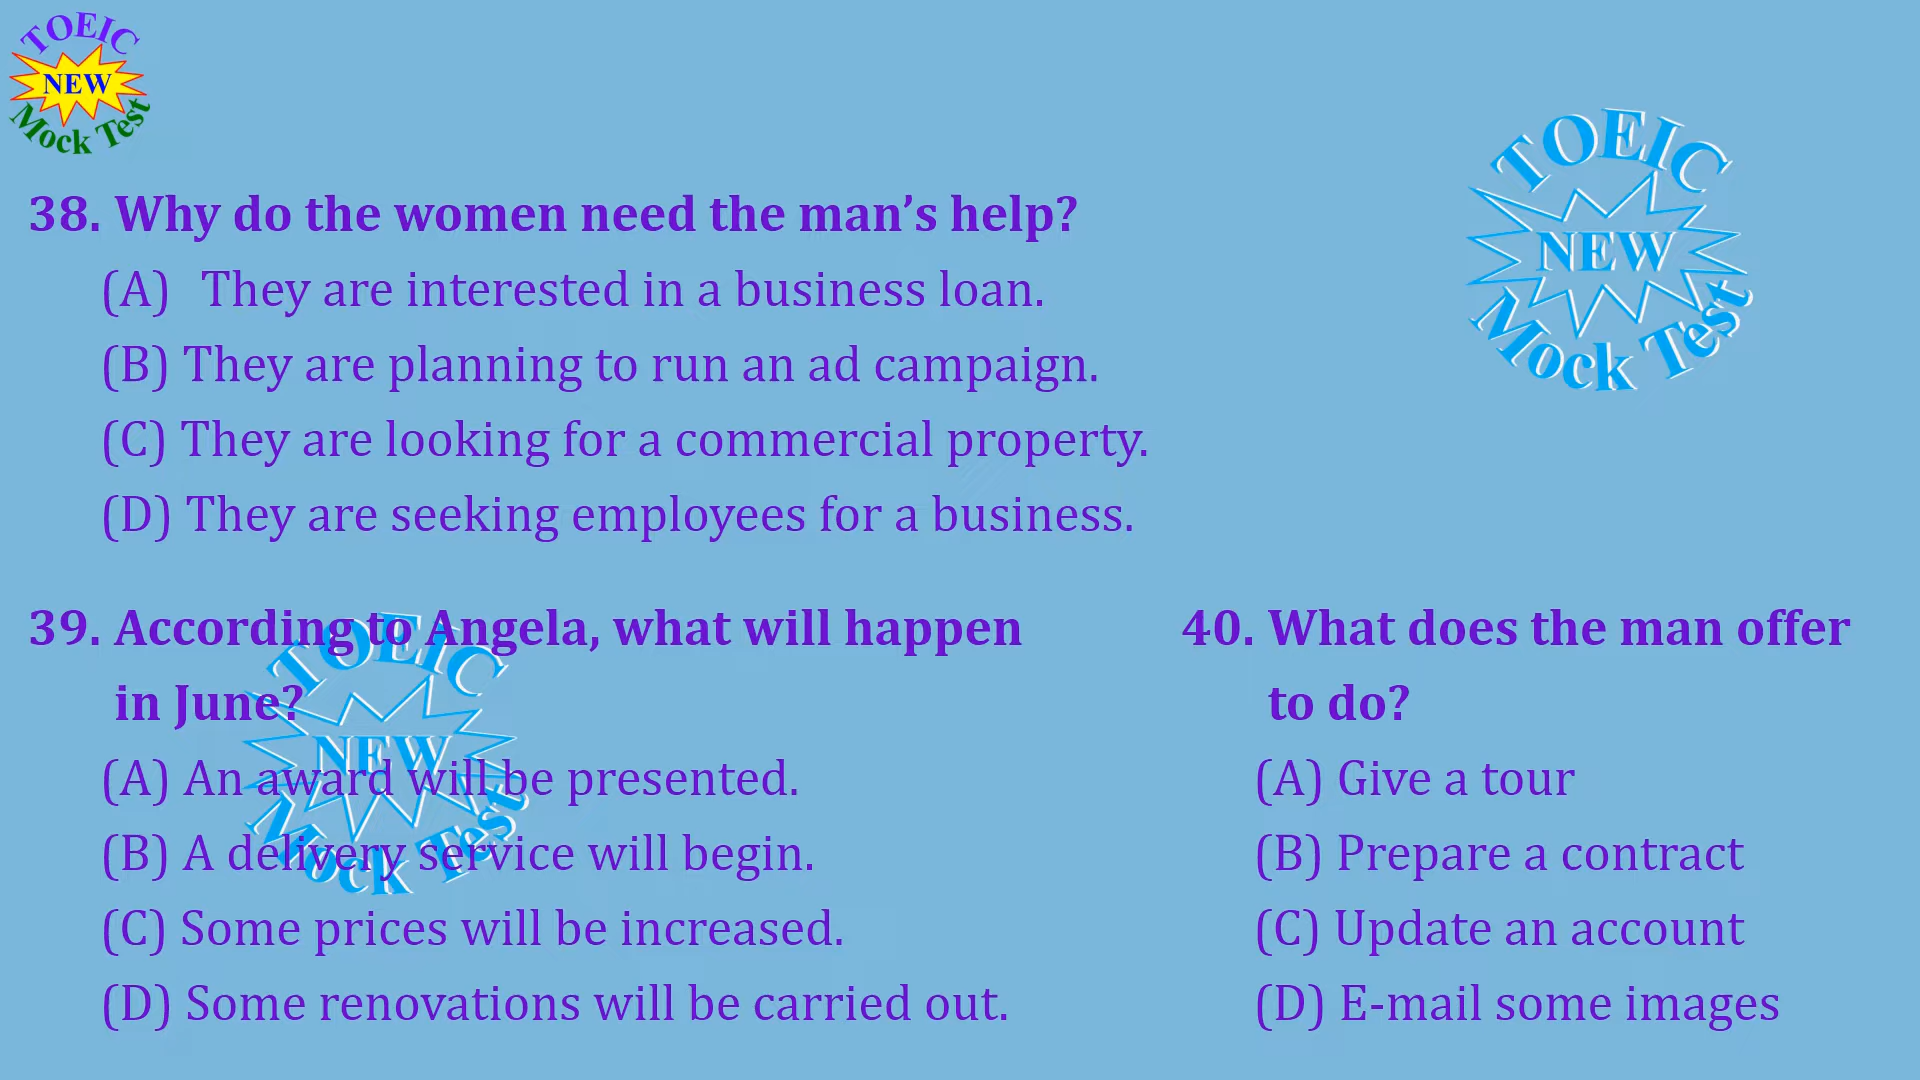 TOEIC
NEW
Mock Test
TOEIC
NEW
Mock Test
38. Why do the women need the man’s help?
(A) They are interested in a business loan.
(B) They are planning to run an ad campaign.
(C) They are looking for a commercial property.
(D) They are seeking employees for a business.
39. According to Angela, what will happen
in June?
(A) An award will be presented.
(B) A delivery service will begin.
(C) Some prices will be increased.
(D) Some renovations will be carried out.
TOEIC
NEW
Mock Test
40. What does the man offer
to do?
(A) Give a tour
(B) Prepare a contract
(C) Update an account
(D) E-mail some images